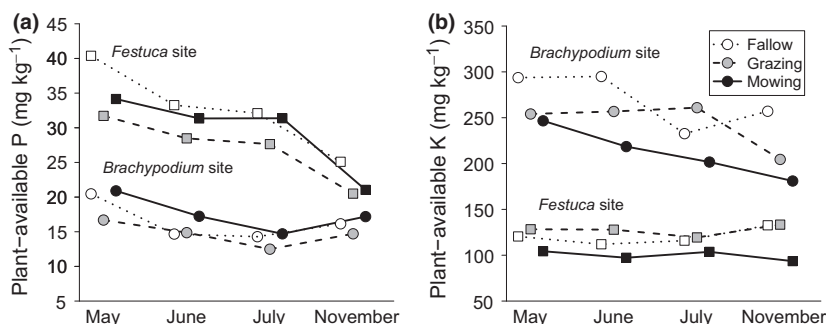 (a)
Plant−available P (mg kg−1)
45
40
35
30
25
20
15
10
5
Festuca site
Brachypodium site
May June July November
(b)
Plant−available K (mg kg−1)
350
300
250
200
150
100
50
Brachypodium site
Fallow
Grazing
Mowing
Festuca site
May June July November